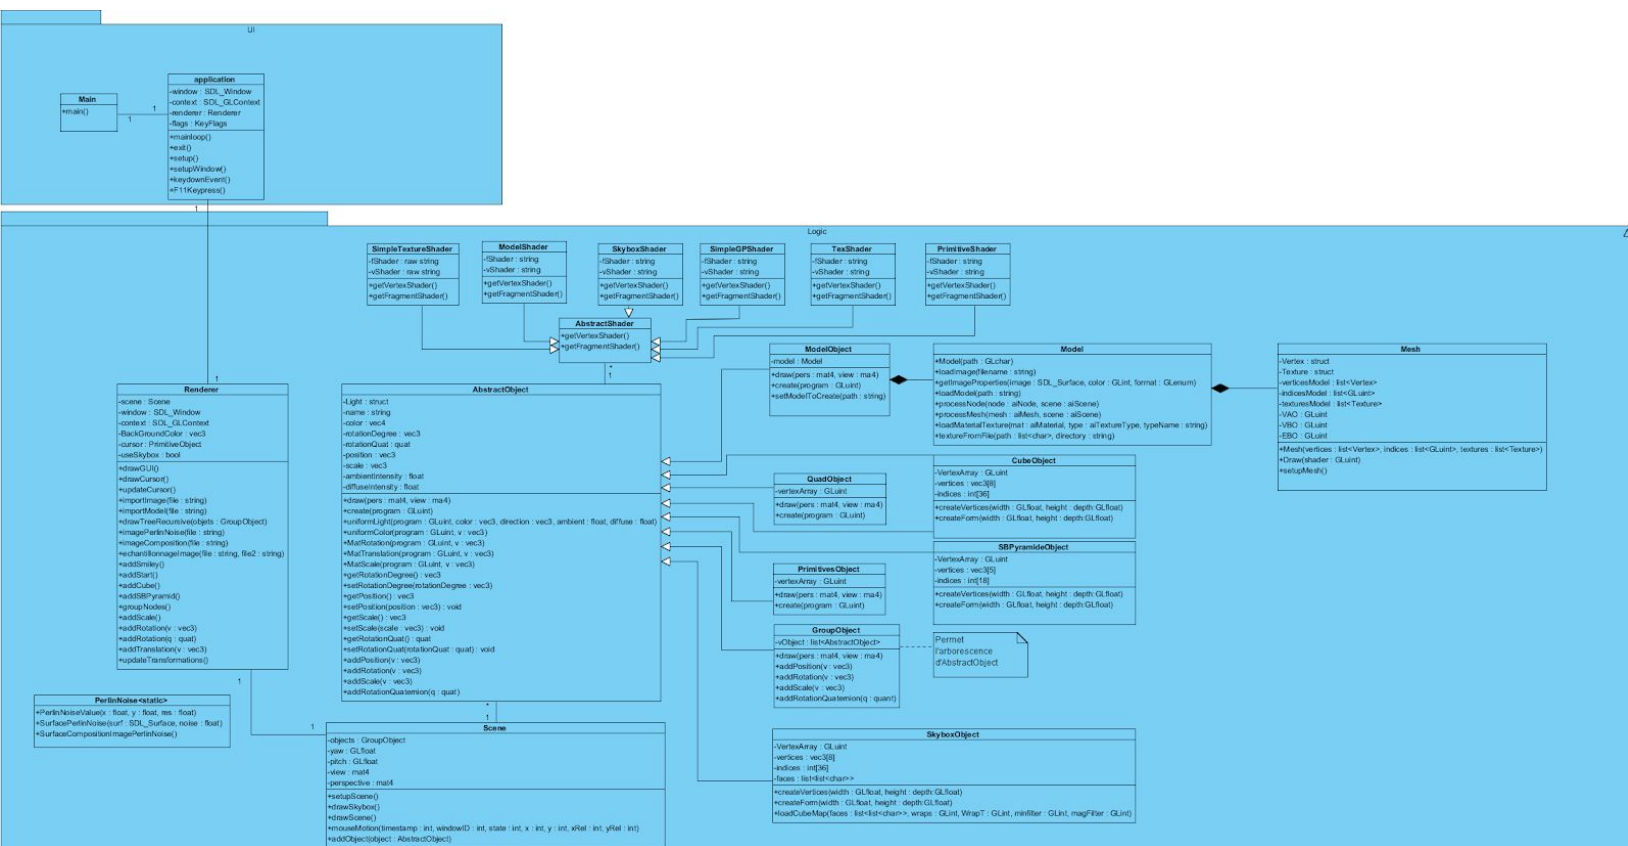 UI
Main
+main()
1
1
application
-window : SDL_Window
-context : SDL_GLContext
-renderer : Renderer
-flags : KeyFlags
+mainloop()
+exit()
+setup()
+setupWindow()
+keydownEvent()
+F11Keypress()
1
Logic
SimpleTextureShader
-fShader : raw string
-vShader : raw string
+getVertexShader()
+getFragmentShader()
ModelShader
-fShader : string
-vShader : string
+getVertexShader()
+getFragmentShader()
SkyboxShader
-fShader : string
-vShader : string
+getVertexShader()
+getFragmentShader()
SimpleGPShader
-fShader : string
-vShader : string
+getVertexShader()
+getFragmentShader()
TexShader
-fShader : string
-vShader : string
+getVertexShader()
+getFragmentShader()
PrimitiveShader
-fShader : string
-vShader : string
+getVertexShader()
+getFragmentShader()
AbstractShader
+getVertexShader()
+getFragmentShader()
*
1
1
Renderer
-scene : Scene
-window : SDL_Window
-context : SDL_GLContext
-BackGroundColor : vec3
-cursor : PrimitiveObject
-useSkybox : bool
+drawGUI()
+drawCursor()
+updateCursor()
+importImage(file : string)
+importModel(file : string)
+drawTreeRecursive(objets : GroupObject)
+imagePerlinNoise(file : string)
+imageComposition(file : string)
+echantillonnageImage(file : string, file2 : string)
+addSmiley()
+addStart()
+addCube()
+addSBPyramid()
+groupNodes()
+addScale()
+addRotation(v : vec3)
+addRotation(q : quat)
+addTranslation(v : vec3)
+updateTransformations()
AbstractObject
-Light : struct
-name : string
-color : vec4
-rotationDegree : vec3
-rotationQuat : quat
-position : vec3
-scale : vec3
-ambientIntensity : float
-diffuseIntensity : float
+draw(pers : mat4, view : ma4)
+create(program : GLuint)
+uniformLight(program : GLuint, color : vec3, direction : vec3, ambient : float, diffuse : float)
+uniformColor(program : GLuint, v : vec3)
+MatRotation(program : GLuint, v : vec3)
+MatTranslation(program : GLuint, v : vec3)
+MatScale(program : GLuint, v : vec3)
+getRotationDegree() : vec3
+setRotationDegree(rotationDegree : vec3)
+getPosition() : vec3
+setPosition(position : vec3) : void
+getScale() : vec3
+setScale(scale : vec3) : void
+getRotationQuat() : quat
+setRotationQuat(rotationQuat : quat) : void
+addPosition(v : vec3)
+addRotation(v : vec3)
+addScale(v : vec3)
+addRotationQuaternion(q : quat)
ModelObject
-model : Model
+draw(pers : mat4, view : ma4)
+create(program : GLuint)
+setModelToCreate(path : string)
Model
+Model(path : GLchar)
+loadImage(filename : string)
+getImageProperties(image : SDL_Surface, color : GLint, format : GLenum)
+loadModel(path : string)
+processNode(node : aiNode, scene : aiScene)
+processMesh(mesh : aiMesh, scene : aiScene)
+loadMaterialTexture(mat : aiMaterial, type : aiTextureType, typeName : string)
+textureFromFile(path : list<char>, directory : string)
Mesh
-Vertex : struct
-Texture : struct
-verticesModel : list<Vertex>
-indicesModel : list<GLuint>
-texturesModel : list<Texture>
-VAO : GLuint
-VBO : GLuint
-EBO : GLuint
+Mesh(vertices : list<Vertex>, indices : list<GLuint>, textures : list<Texture>)
+Draw(shader : GLuint)
+setupMesh()
QuadObject
-vertexArray : GLuint
+draw(pers : mat4, view : ma4)
+create(program : GLuint)
CubeObject
-VertexArray : GLuint
-vertices : vec3[8]
-indices : int[36]
+createVertices(width : GLfloat, height : depth:GLfloat)
+createForm(width : GLfloat, height : depth:GLfloat)
SBPyramideObject
-VertexArray : GLuint
-vertices : vec3[5]
-indices : int[18]
+createVertices(width : GLfloat, height : depth:GLfloat)
+createForm(width : GLfloat, height : depth:GLfloat)
PrimitivesObject
-vertexArray : GLuint
+draw(pers : mat4, view : ma4)
+create(program : GLuint)
GroupObject
-vObject : list<AbstractObject>
+draw(pers : mat4, view : ma4)
+addPosition(v : vec3)
+addRotation(v : vec3)
+addScale(v : vec3)
+addRotationQuaternion(q : quant)
Permet
l'arborescence
d'AbstractObject
1
PerlinNoise<static>
+PerlinNoiseValue(x : float, y : float, res : float)
+SurfacePerlinNoise(surf : SDL_Surface, noise : float)
+SurfaceCompositionImagePerlinNoise()
*
1
1
Scene
-objects : GroupObject
-yaw : GLfloat
-pitch : GLfloat
-view : mat4
-perspective : mat4
+setupScene()
+drawSkybox()
+drawScene()
+mouseMotion(timestamp : int, windowID : int, state : int, x : int, y : int, xRel : int, yRel : int)
+addObject(object : AbstractObject)
SkyboxObject
-VertexArray : GLuint
-vertices : vec3[8]
-indices : int[36]
-faces : list<list<char>>
+createVertices(width : GLfloat, height : depth:GLfloat)
+createForm(width : GLfloat, height : depth:GLfloat)
+loadCubeMap(faces : list<list<char>>, wraps : GLint, WrapT : GLint, minfilter : GLint, magFilter : GLint)